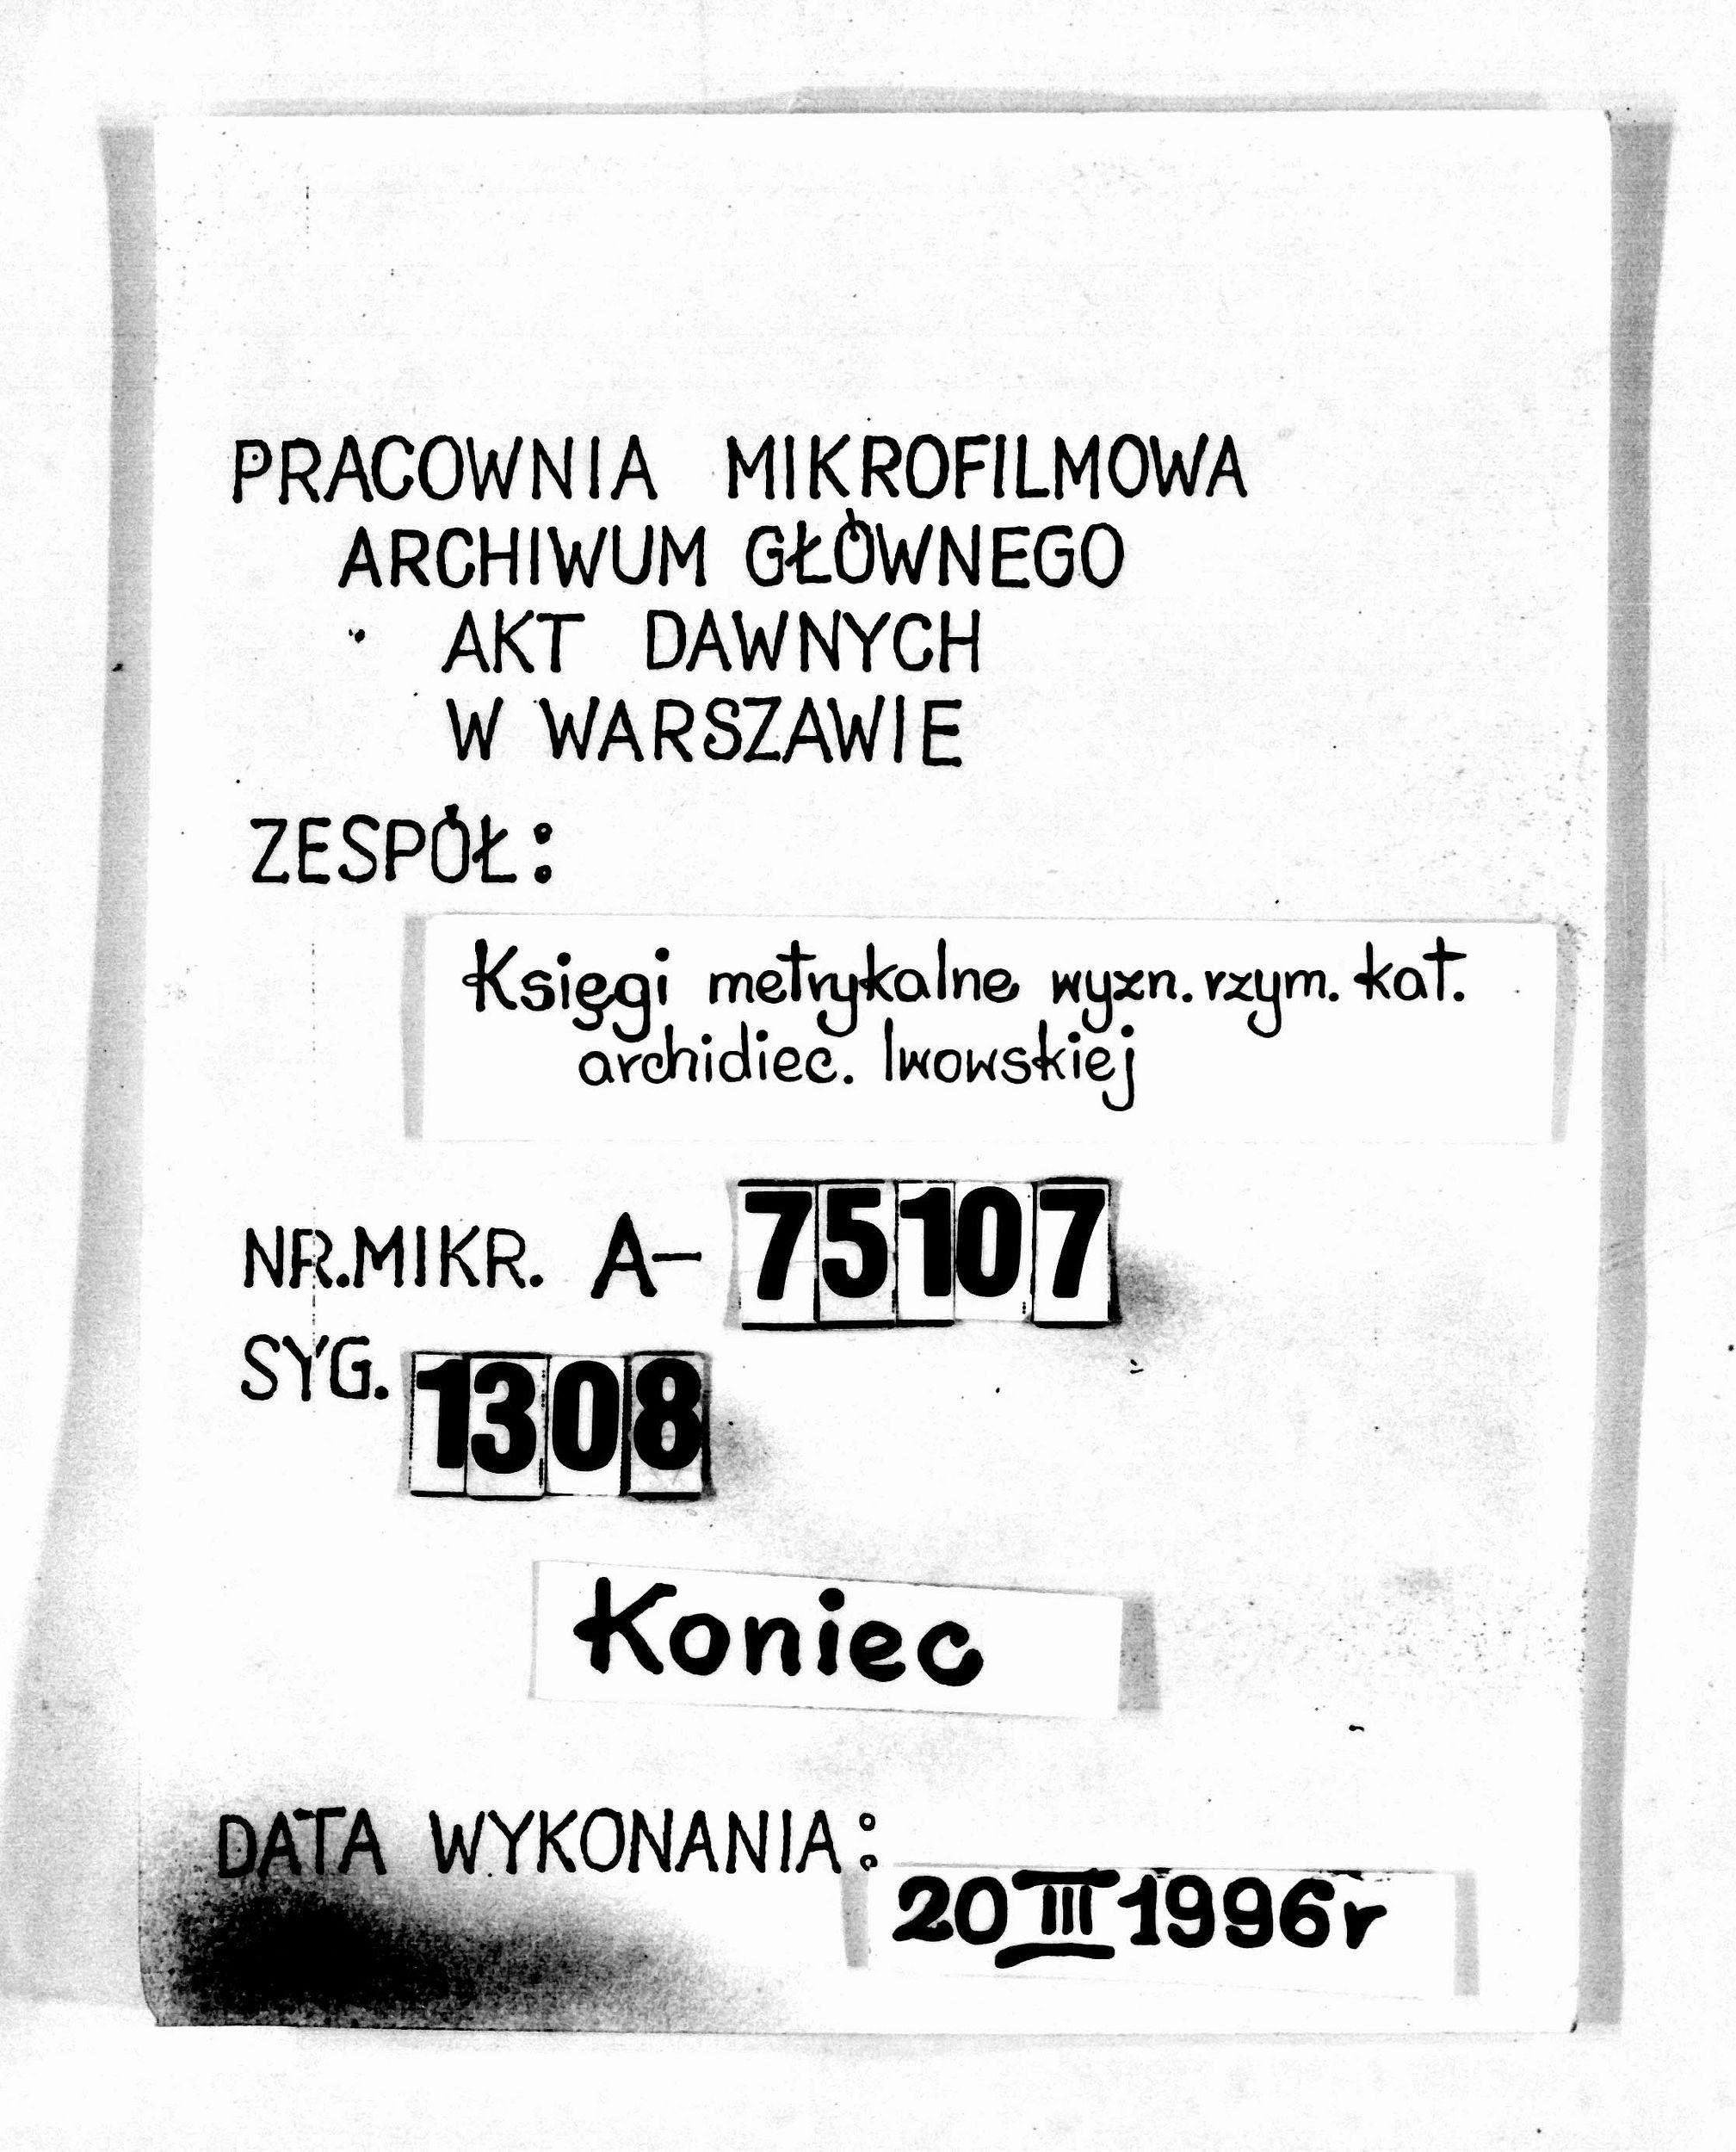 PRACOWNIA MIKROFILMOWA
ARCHIWUM GŁÓWNEGO
AKT DAWNYCH
W WARSZAWIE
ZESPÓŁ:
Księgi metrykalne wyzn. rzym. kat.
archidiec. lwowskiej
NR. MIKR. A- 75107
SYG. 1308
Koniec
DATA WYKONANIA:
20 III 1996r